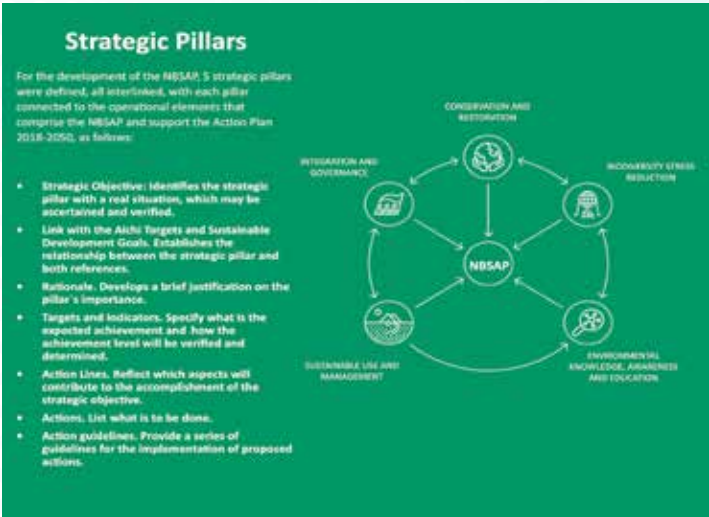 Strategic Pillars
For the development of the NBSAP, 5 strategic pillars
were defined, all interlinked, with each pillar
connected to the operational elements that
comprise the NBSAP and support the Action Plan
2018-2050, as follows:
• Strategic Objective: Identifies the strategic
pillar with a real situation, which may be
ascertained and verified.
• Link with the Aichi Targets and Sustainable
Development Goals. Establishes the
relationship between the strategic pillar and
both references.
• Rationale. Develops a brief justification on the
pillar´s importance.
• Targets and Indicators. Specify what is the
expected achievement and how the
achievement level will be verified and
determined.
• Action Lines. Reflect which aspects will
contribute to the accomplishment of the
strategic objective.
• Actions. List what is to be done.
• Action guidelines. Provide a series of
guidelines for the implementation of proposed
actions.
CONSERVATION AND
RESTORATION
INTEGRATION AND
GOVERNANCE
BIODIVERSITY STRESS
REDUCTION
NBSAP
SUSTAINABLE USE AND
MANAGEMENT
ENVIRONMENTAL
KNOWLEDGE, AWARENESS
AND EDUCATION